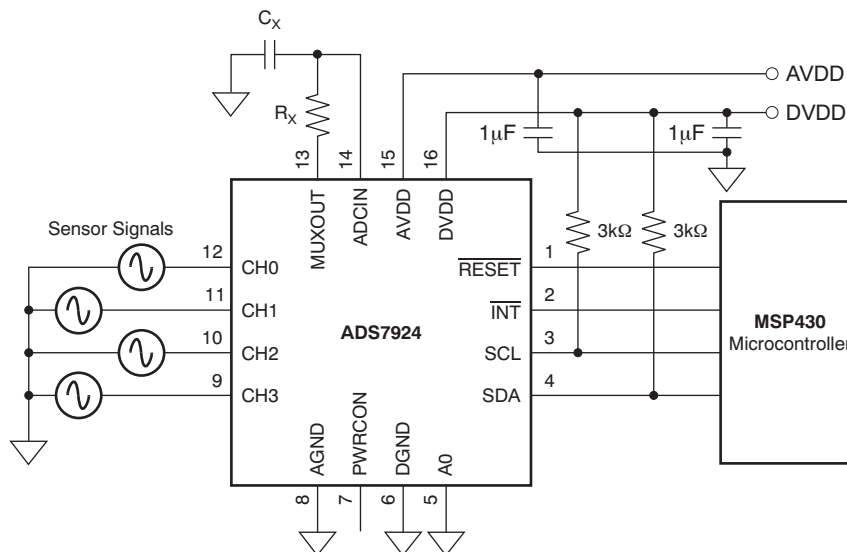 CX
AVDD
DVDD
RX
1μF
1μF
13
14
15
16
MUXOUT
ADCIN
AVDD
DVDD
3kΩ
3kΩ
Sensor Signals
12
CH0
RESET
1
11
CH1
INT
2
ADS7924
MSP430
Microcontroller
10
CH2
SCL
3
9
CH3
SDA
4
AGND
PWRCON
DGND
A0
8
7
6
5